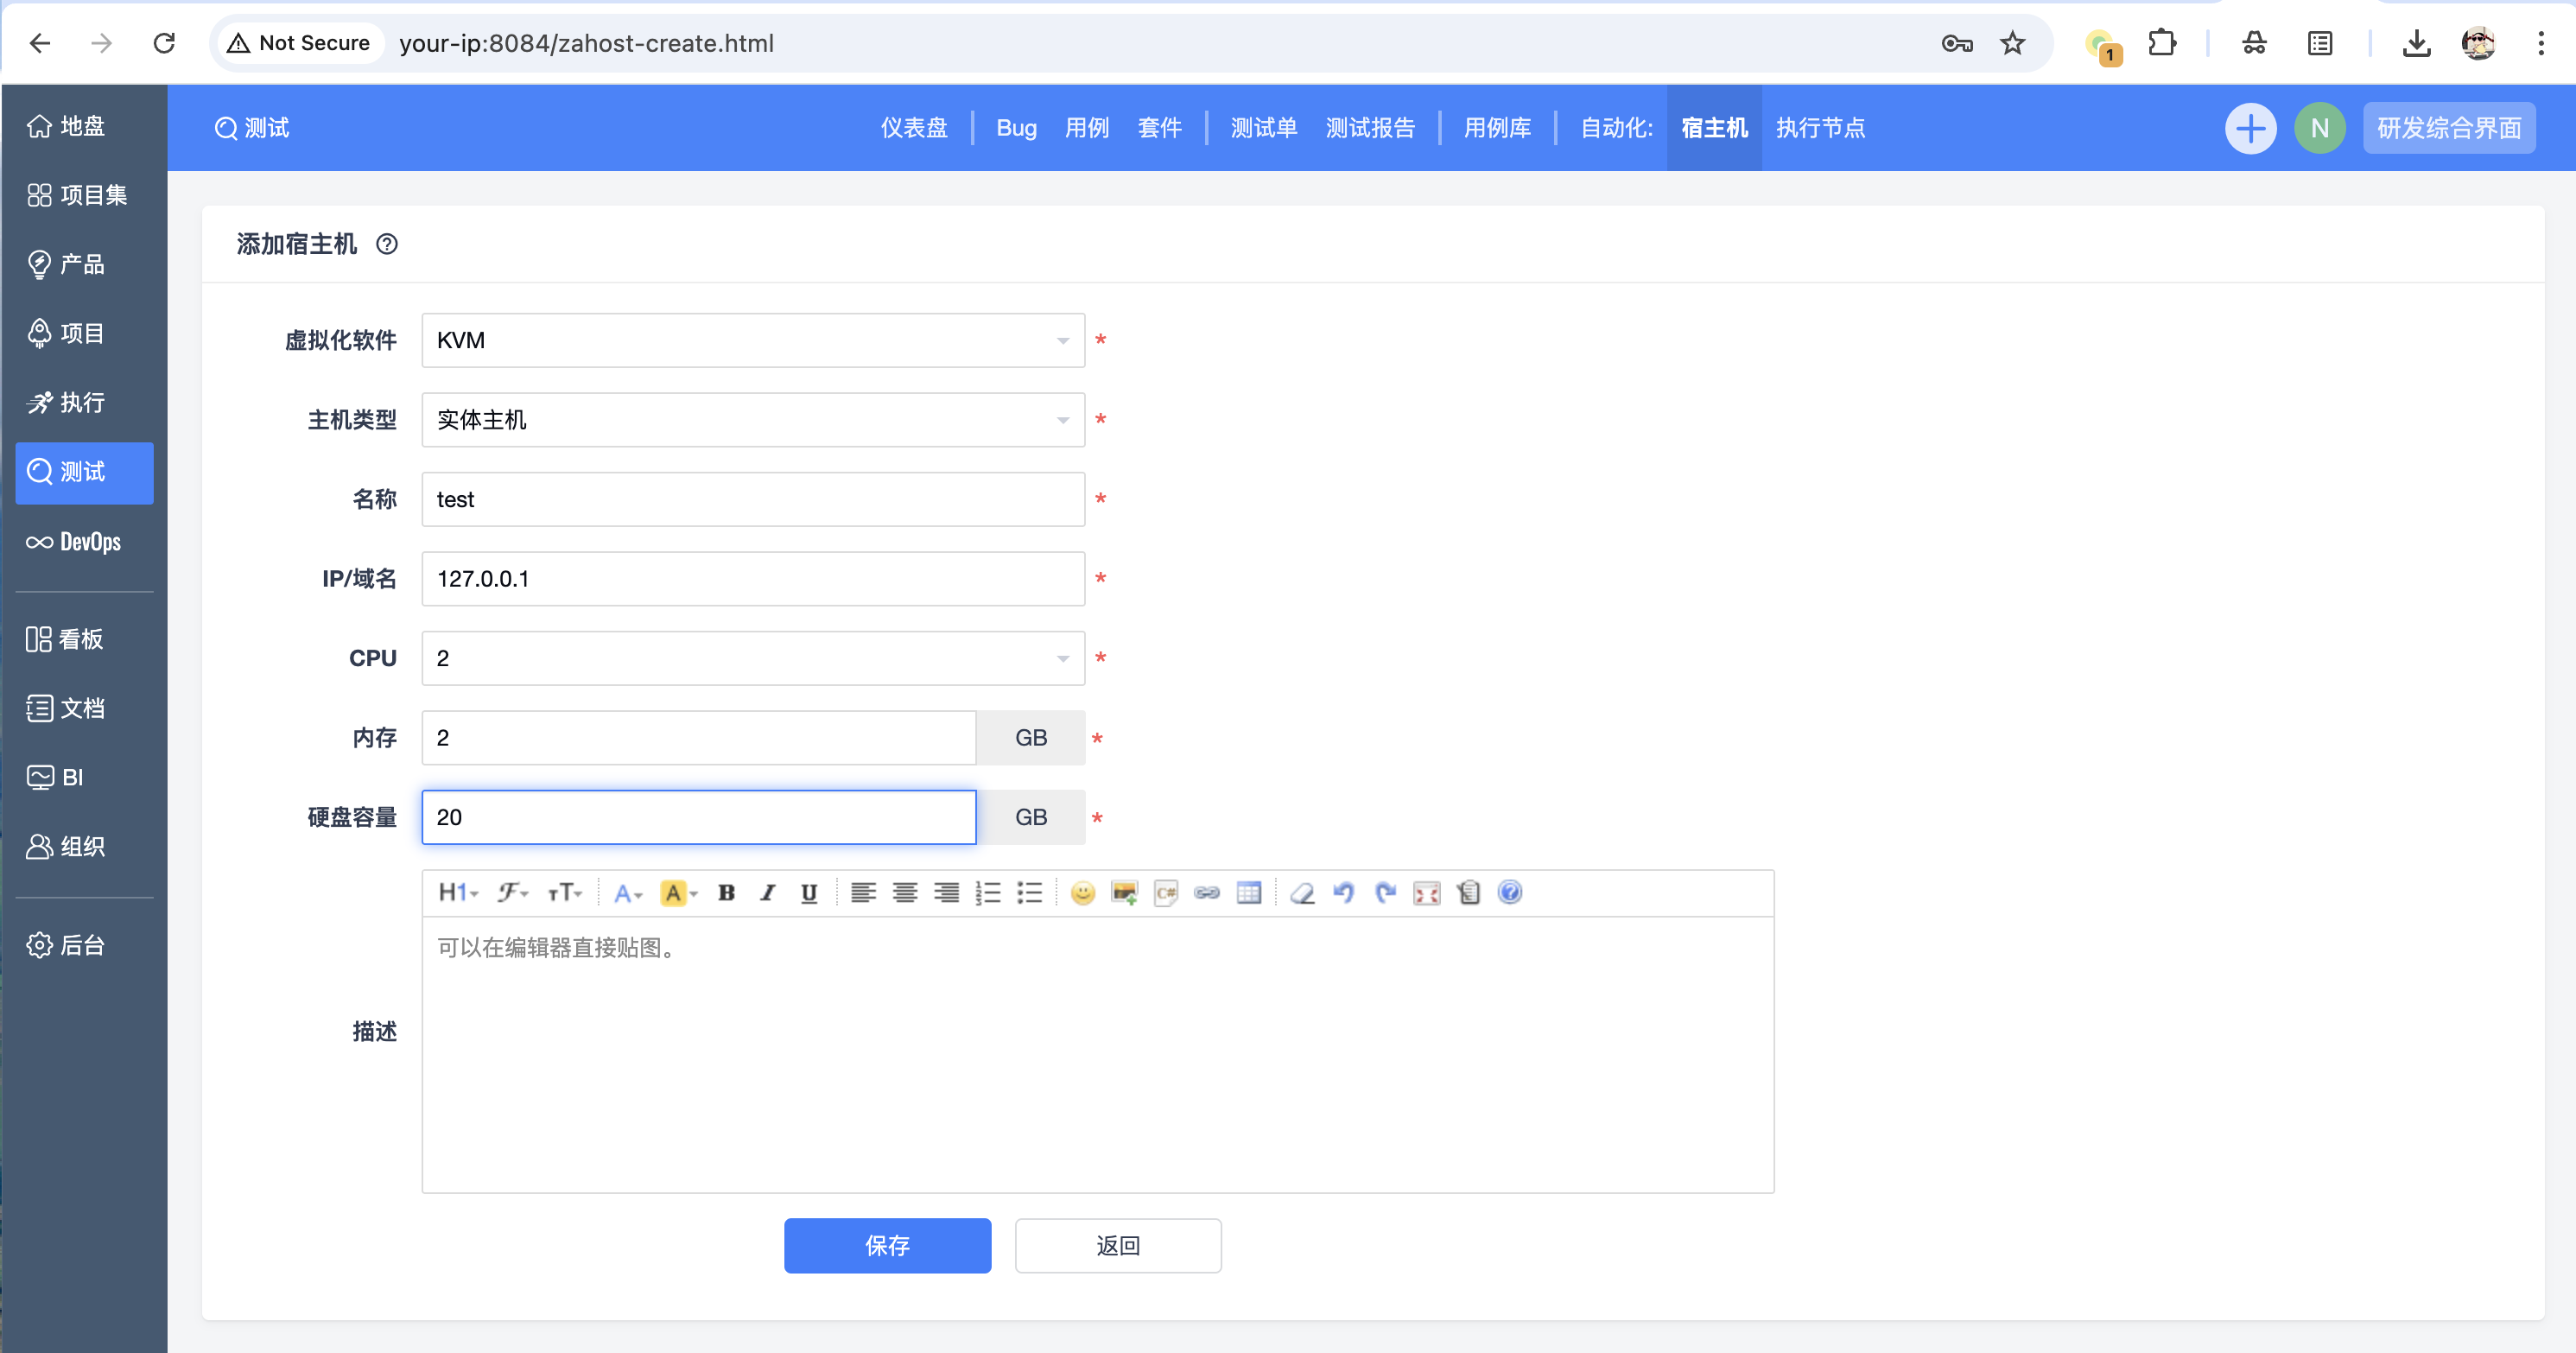 Not Secure your-ip:8084/zahost-create.html
1
地盘
项目集
产品
项目
执行
测试
DevOps
看板
文档
BI
组织
后台
测试 仪表盘 Bug 用例 套件 测试单 测试报告 用例库 自动化: 宿主机 执行节点 N 研发综合界面
添加宿主机
虚拟化软件 KVM *
主机类型 实体主机 *
名称 test *
IP/域名 127.0.0.1 *
CPU 2 *
内存 2 GB *
硬盘容量 20 GB *
H1 F TT A A B I U C#
可以在编辑器直接贴图。
描述
保存 返回